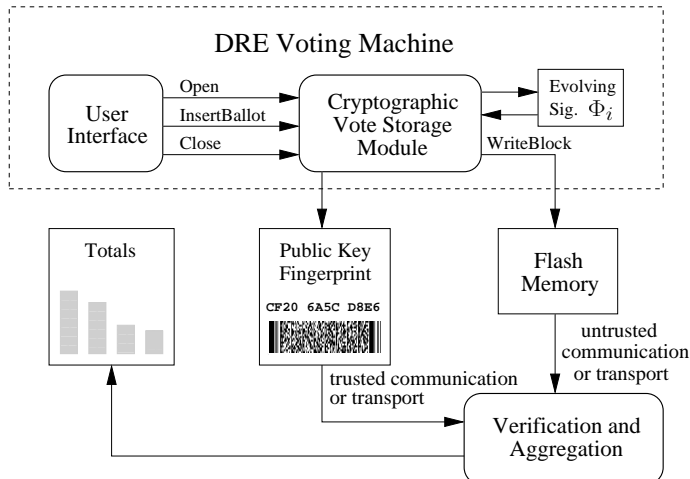 DRE Voting Machine
User
Interface
Open
InsertBallot
Close
Cryptographic
Vote Storage
Module
Evolving
Sig. Φi
WriteBlock
Totals
Public Key
Fingerprint
CF20 6A5C D8E6
Flash
Memory
trusted communication
or transport
untrusted
communication
or transport
Verification and
Aggregation